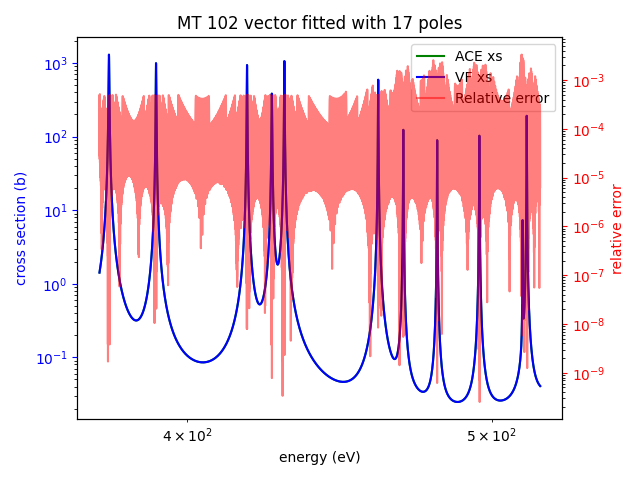 MT 102 vector fitted with 17 poles
ACE xs
VF xs
Relative error
10³
10²
10¹
10⁰
10⁻¹
cross section (b)
10⁻³
10⁻⁴
10⁻⁵
10⁻⁶
10⁻⁷
10⁻⁸
10⁻⁹
relative error
4 × 10²
5 × 10²
energy (eV)